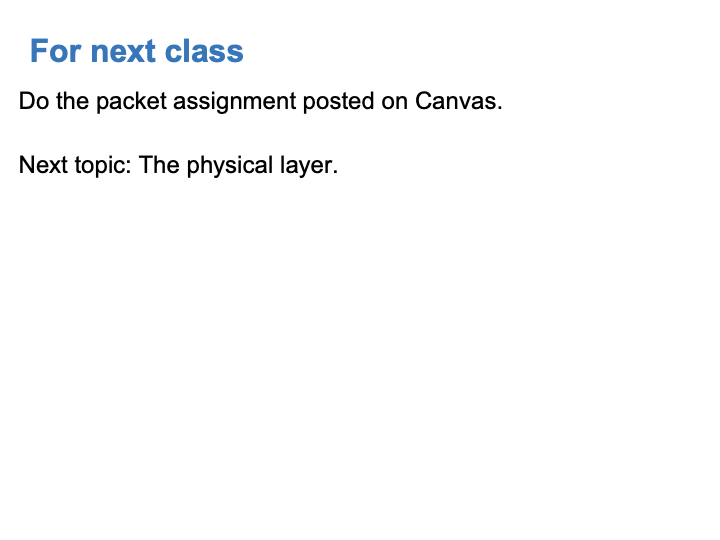 For next class
Do the packet assignment posted on Canvas.
Next topic: The physical layer.